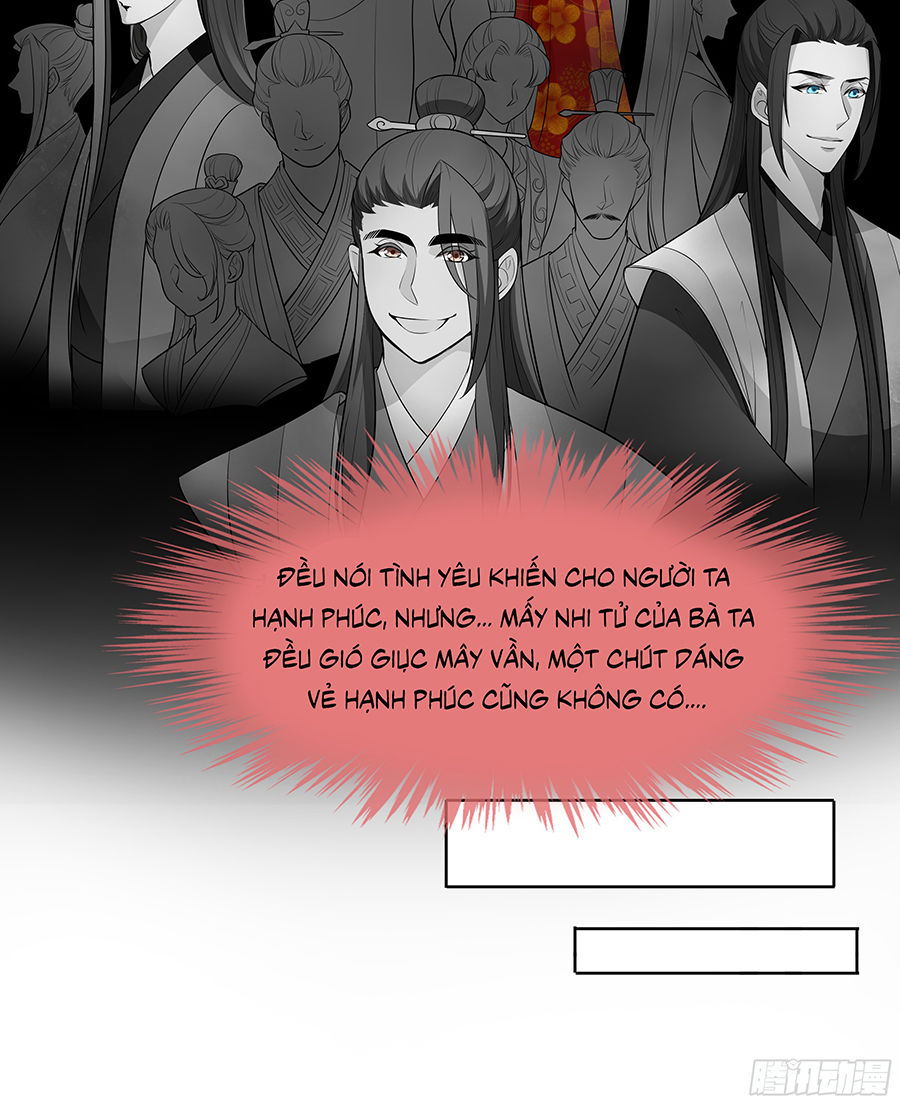 ĐỀU NÓI TÌNH YÊU KHIẾN CHO NGƯỜI TA
HẠNH PHÚC, NHƯNG... MẤY NHI TỬ CỦA BÀ TA
ĐỀU GIÓ GIỤC MÂY VẦN, MỘT CHÚT DÁNG
VẺ HẠNH PHÚC CŨNG KHÔNG CÓ....
腾讯动漫